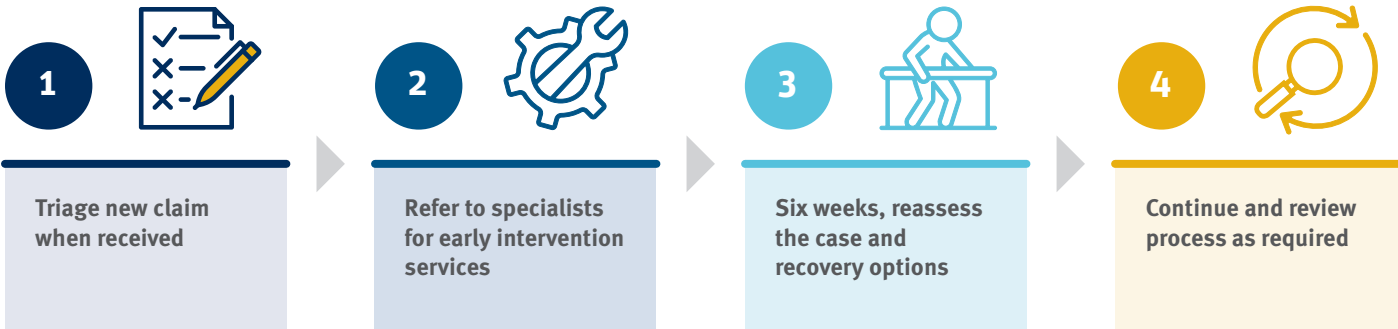 1
2
3
4
Triage new claim
when received
Refer to specialists
for early intervention
services
Six weeks, reassess
the case and
recovery options
Continue and review
process as required